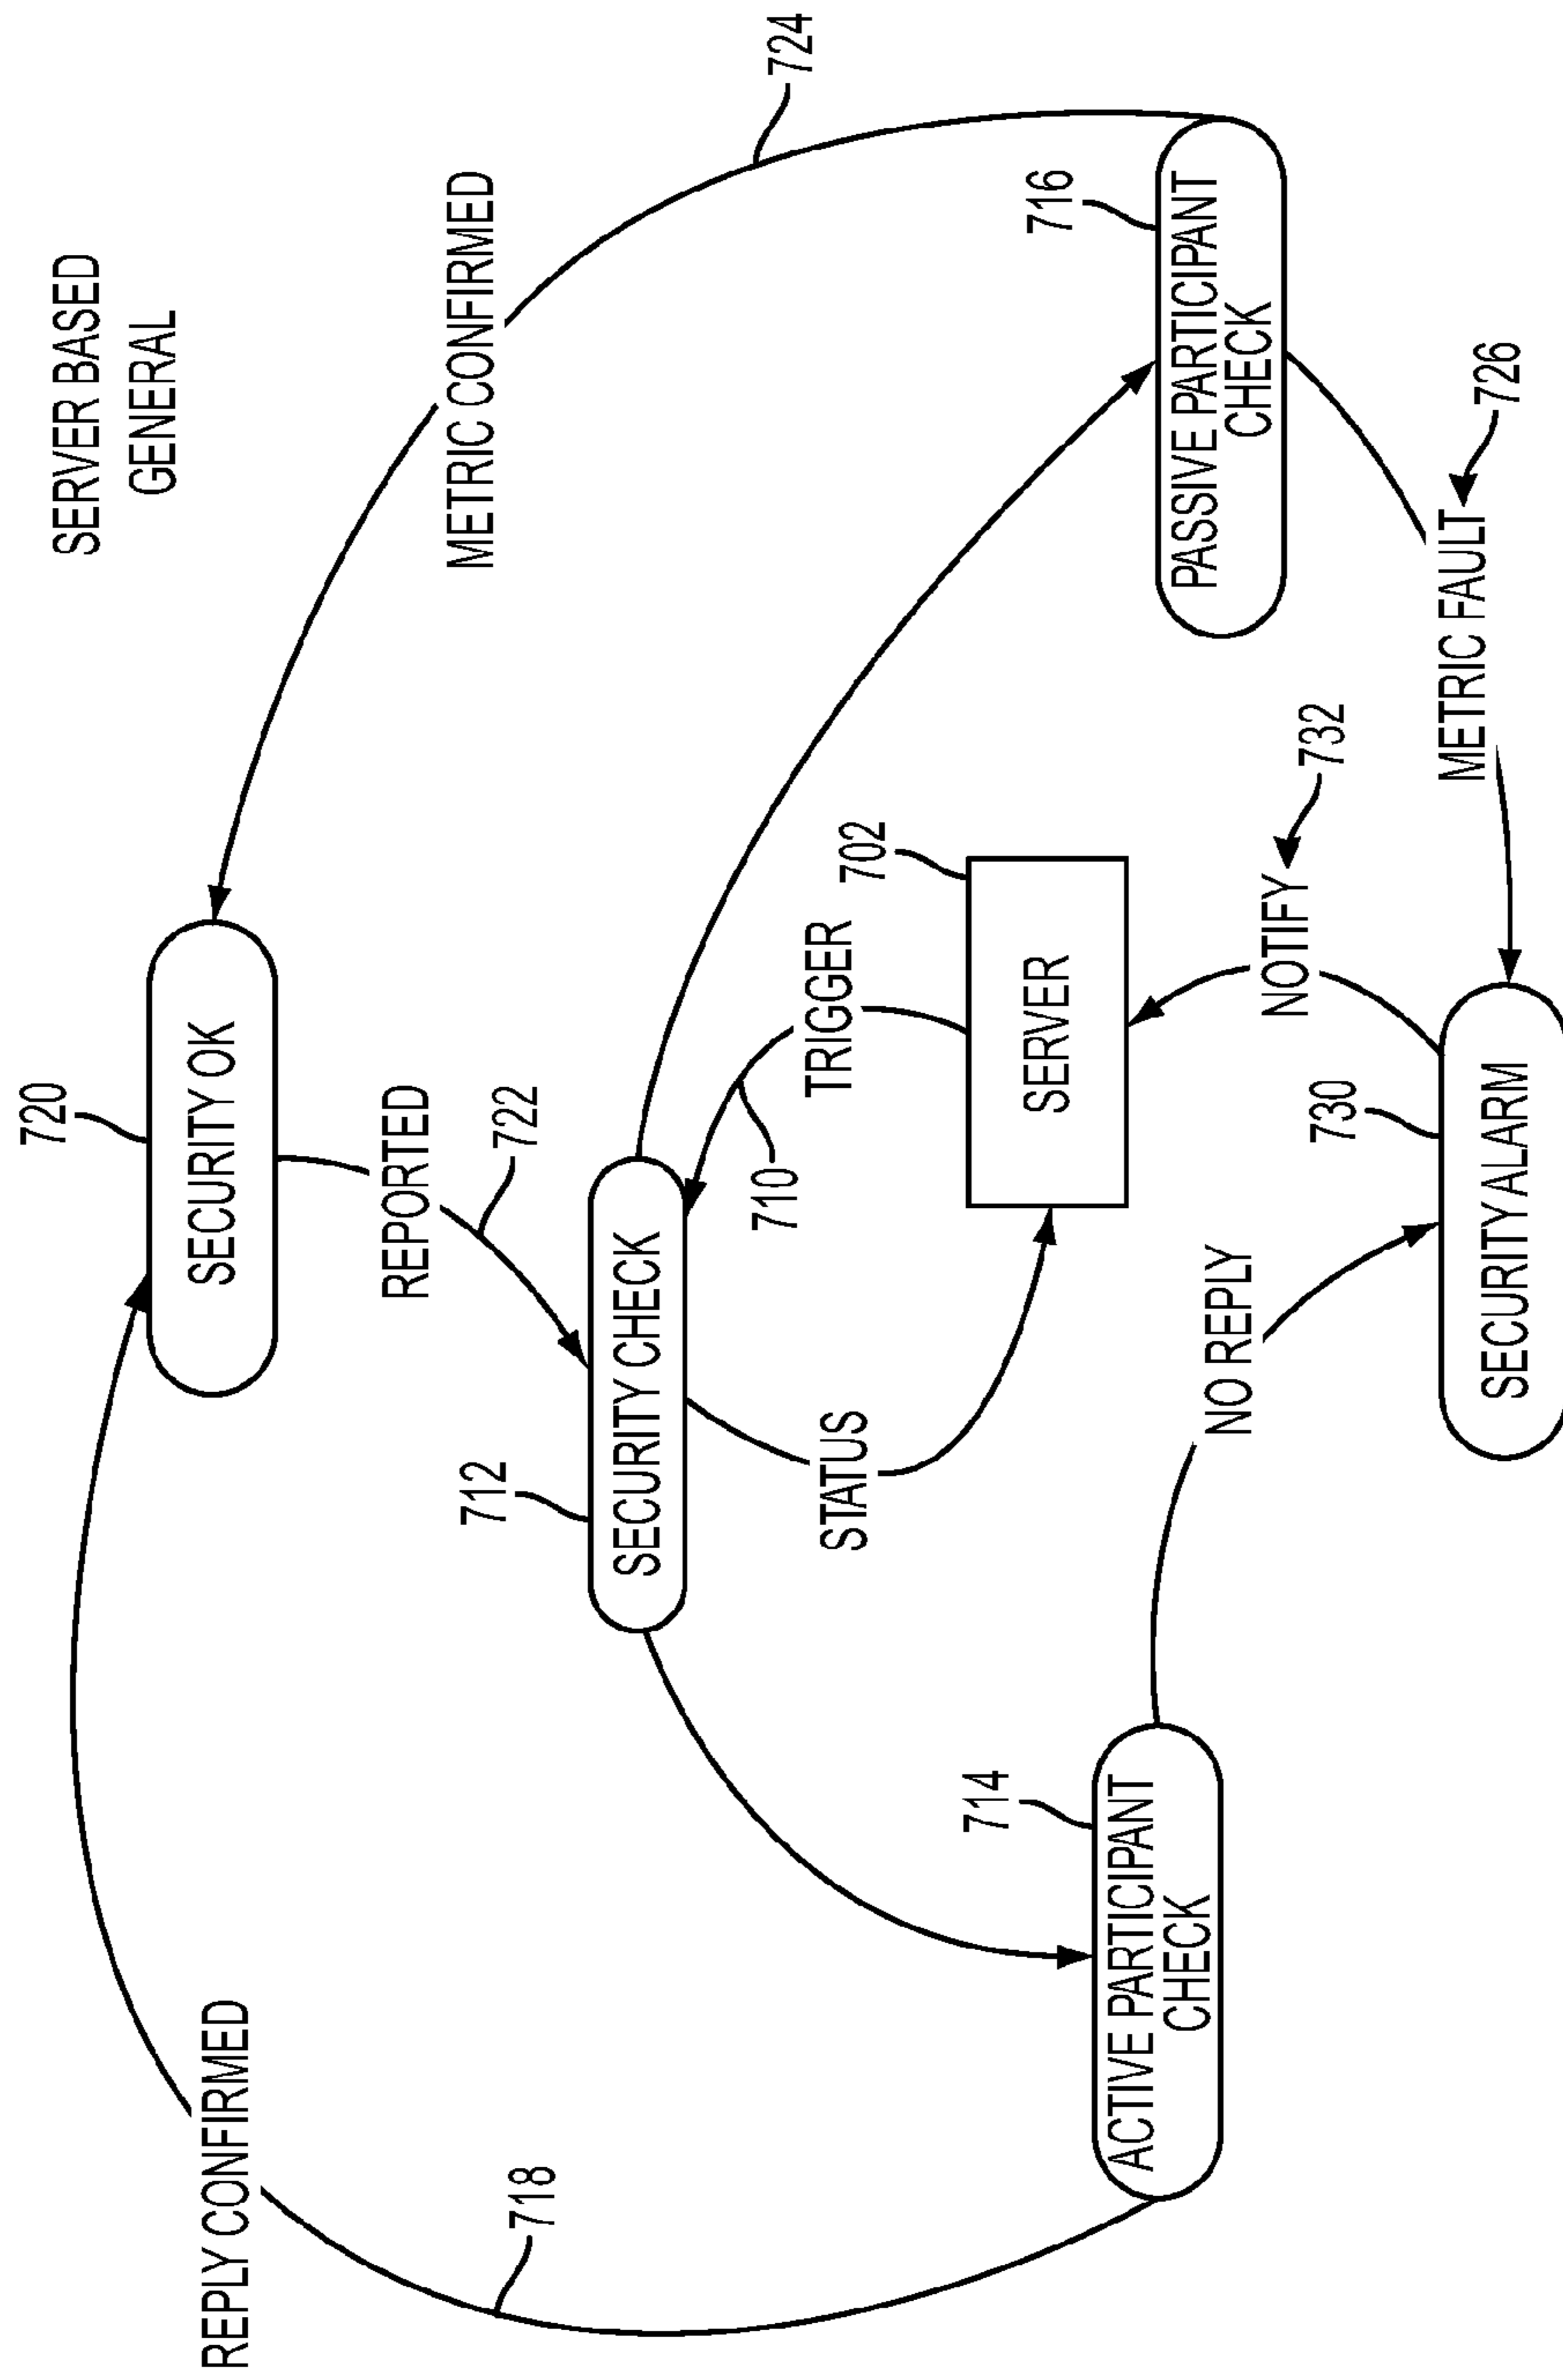 SERVER BASED
GENERAL
720
SECURITY OK
REPLY CONFIRMED
718
REPORTED
722
METRIC CONFIRMED
724
712
SECURITY CHECK
710
TRIGGER
STATUS
702
SERVER
714
ACTIVE PARTICIPANT
CHECK
716
PASSIVE PARTICIPANT
CHECK
NO REPLY
NOTIFY
732
METRIC FAULT
726
730
SECURITY ALARM